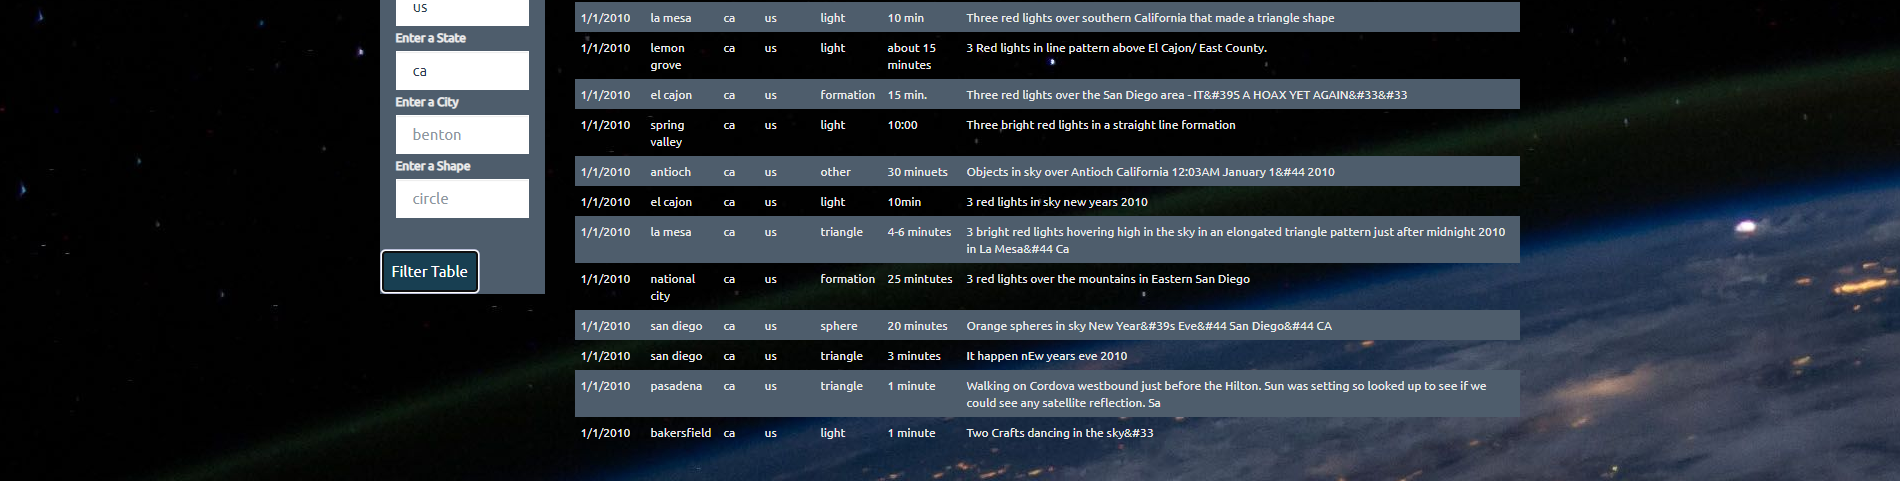 us
Enter a State
ca
Enter a City
benton
Enter a Shape
circle
Filter Table
1/1/2010 la mesa ca us light 10 min Three red lights over southern California that made a triangle shape
1/1/2010 lemon grove ca us light about 15 minutes 3 Red lights in line pattern above El Cajon/ East County.
1/1/2010 el cajon ca us formation 15 min. Three red lights over the San Diego area - IT&#39S A HOAX YET AGAIN&#33&#33
1/1/2010 spring valley ca us light 10:00 Three bright red lights in a straight line formation
1/1/2010 antioch ca us other 30 minuets Objects in sky over Antioch California 12:03AM January 1&#44 2010
1/1/2010 el cajon ca us light 10min 3 red lights in sky new years 2010
1/1/2010 la mesa ca us triangle 4-6 minutes 3 bright red lights hovering high in the sky in an elongated triangle pattern just after midnight 2010
in La Mesa&#44 Ca
1/1/2010 national city ca us formation 25 mintutes 3 red lights over the mountains in Eastern San Diego
1/1/2010 san diego ca us sphere 20 minutes Orange spheres in sky New Year&#39s Eve&#44 San Diego&#44 CA
1/1/2010 san diego ca us triangle 3 minutes It happen nEw years eve 2010
1/1/2010 pasadena ca us triangle 1 minute Walking on Cordova westbound just before the Hilton. Sun was setting so looked up to see if we
could see any satellite reflection. Sa
1/1/2010 bakersfield ca us light 1 minute Two Crafts dancing in the sky&#33